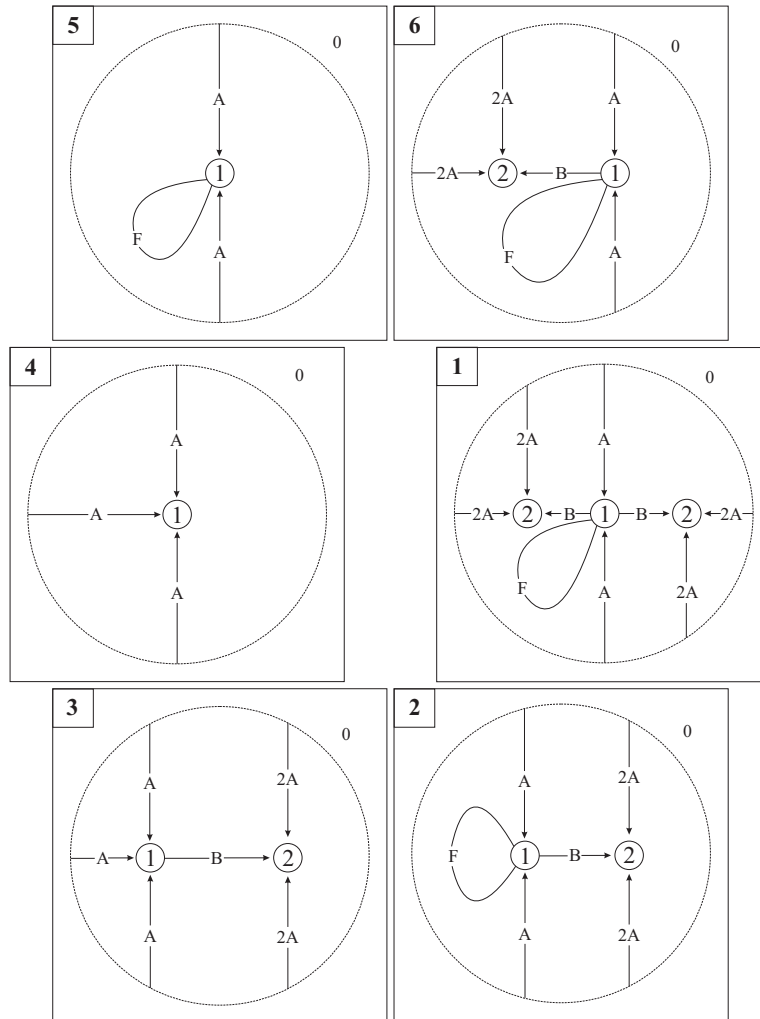 5 0 6 0
A 2A A
1 2A 2 B 1
F F
A A
4 0 1 0
A 2A A
A 1 2A 2 B 1 B 2 2A
F
A A 2A
3 0 2 0
A 2A A 2A
A 1 B 2 F 1 B 2
A 2A A 2A